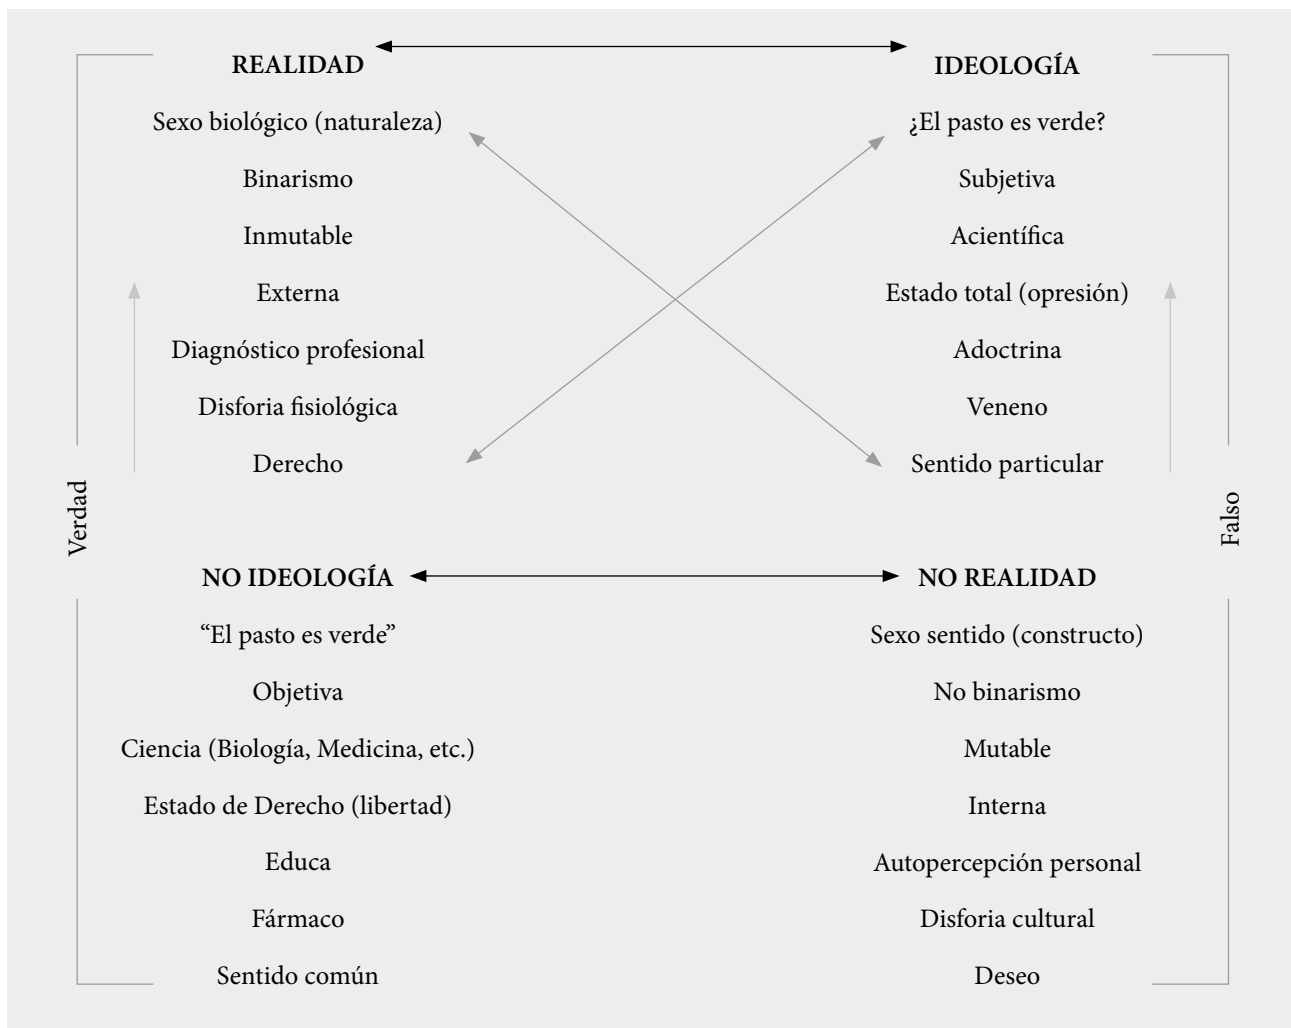 REALIDAD
Sexo biológico (naturaleza)
Binarismo
Inmutable
Externa
Diagnóstico profesional
Disforia fisiológica
Derecho
IDEOLOGÍA
¿El pasto es verde?
Subjetiva
Acientífica
Estado total (opresión)
Adoctrina
Veneno
Sentido particular
Verdad
Falso
NO IDEOLOGÍA
“El pasto es verde”
Objetiva
Ciencia (Biología, Medicina, etc.)
Estado de Derecho (libertad)
Educa
Fármaco
Sentido común
NO REALIDAD
Sexo sentido (constructo)
No binarismo
Mutable
Interna
Autopercepción personal
Disforia cultural
Deseo